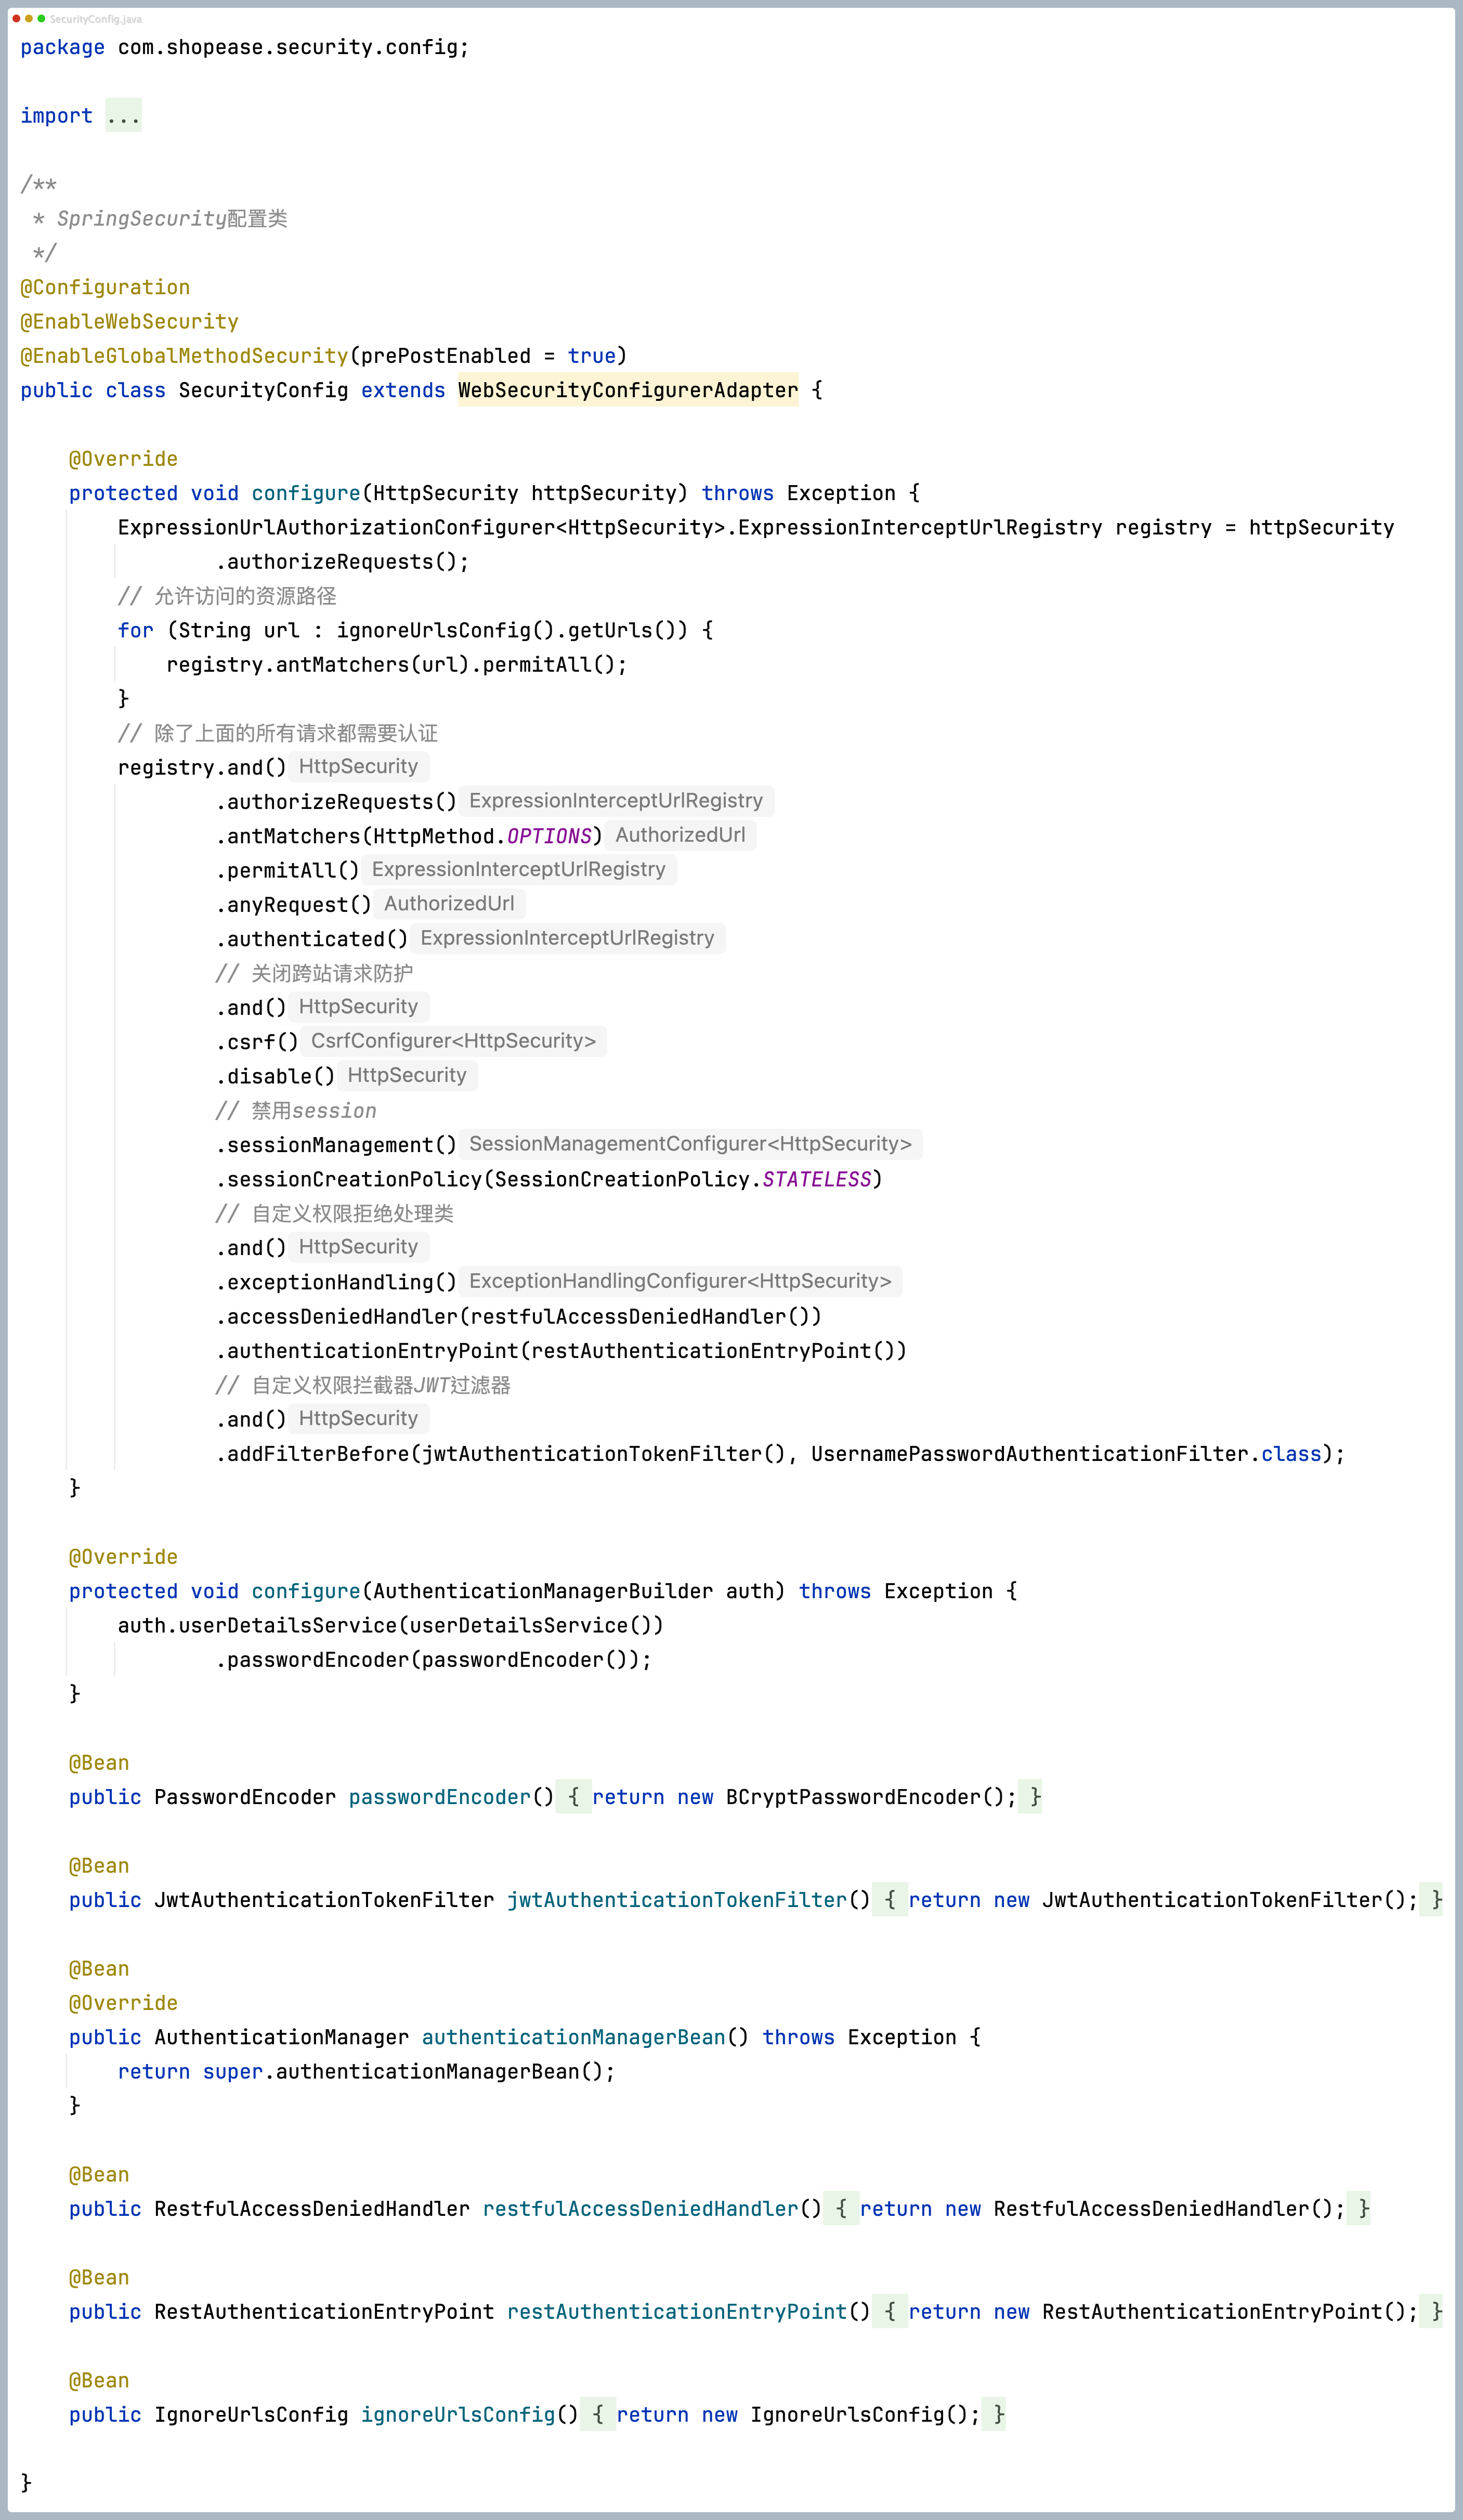 SecurityConfig.java
package com.shopease.security.config;
import ...
/**
 * SpringSecurity配置类
 */
@Configuration
@EnableWebSecurity
@EnableGlobalMethodSecurity(prePostEnabled = true)
public class SecurityConfig extends WebSecurityConfigurerAdapter {
@Override
protected void configure(HttpSecurity httpSecurity) throws Exception {
ExpressionUrlAuthorizationConfigurer<HttpSecurity>.ExpressionInterceptUrlRegistry registry = httpSecurity
.authorizeRequests();
// 允许访问的资源路径
for (String url : ignoreUrlsConfig().getUrls()) {
registry.antMatchers(url).permitAll();
}
// 除了上面的所有请求都需要认证
registry.and() HttpSecurity
.authorizeRequests() ExpressionInterceptUrlRegistry
.antMatchers(HttpMethod.OPTIONS) AuthorizedUrl
.permitAll() ExpressionInterceptUrlRegistry
.anyRequest() AuthorizedUrl
.authenticated() ExpressionInterceptUrlRegistry
// 关闭跨站请求防护
.and() HttpSecurity
.csrf() CsrfConfigurer<HttpSecurity>
.disable() HttpSecurity
// 禁用session
.sessionManagement() SessionManagementConfigurer<HttpSecurity>
.sessionCreationPolicy(SessionCreationPolicy.STATELESS)
// 自定义权限拒绝处理类
.and() HttpSecurity
.exceptionHandling() ExceptionHandlingConfigurer<HttpSecurity>
.accessDeniedHandler(restfulAccessDeniedHandler())
.authenticationEntryPoint(restAuthenticationEntryPoint())
// 自定义权限拦截器JWT过滤器
.and() HttpSecurity
.addFilterBefore(jwtAuthenticationTokenFilter(), UsernamePasswordAuthenticationFilter.class);
}
@Override
protected void configure(AuthenticationManagerBuilder auth) throws Exception {
auth.userDetailsService(userDetailsService())
.passwordEncoder(passwordEncoder());
}
@Bean
public PasswordEncoder passwordEncoder() { return new BCryptPasswordEncoder(); }
@Bean
public JwtAuthenticationTokenFilter jwtAuthenticationTokenFilter() { return new JwtAuthenticationTokenFilter(); }
@Bean
@Override
public AuthenticationManager authenticationManagerBean() throws Exception {
return super.authenticationManagerBean();
}
@Bean
public RestfulAccessDeniedHandler restfulAccessDeniedHandler() { return new RestfulAccessDeniedHandler(); }
@Bean
public RestAuthenticationEntryPoint restAuthenticationEntryPoint() { return new RestAuthenticationEntryPoint(); }
@Bean
public IgnoreUrlsConfig ignoreUrlsConfig() { return new IgnoreUrlsConfig(); }
}